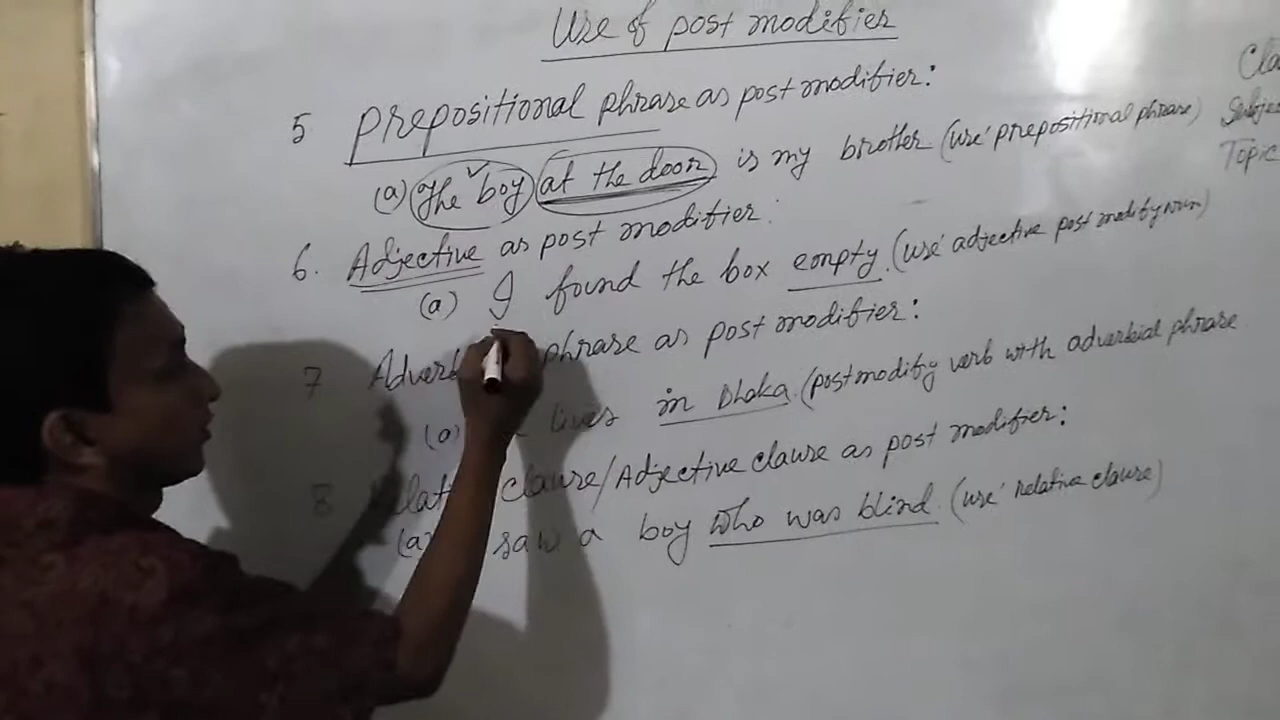 Use of post modifier
5 Prepositional phrase as post modifier:
(a) The boy at the door is my brother. (use prepositional phrase)
6. Adjective as post modifier:
(a) I found the box empty. (use adjective post modify noun)
7 phrase as post modifier:
(a) lives in Dhaka. (postmodify verb with adverbial phrase
8 clause/Adjective clause as post modifier:
(a) saw a boy who was blind. (use relative clause)
Topic